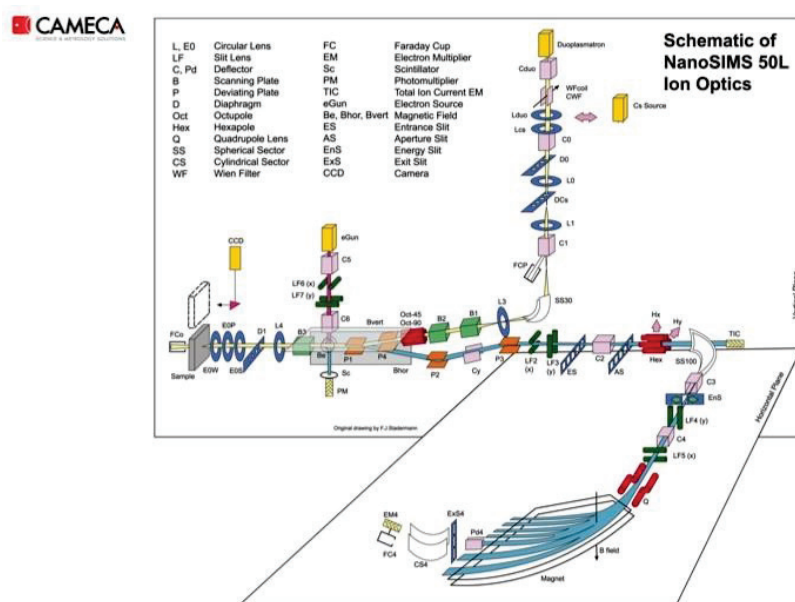 CAMECA
SCIENCE & METROLOGY SOLUTIONS
Schematic of
NanoSIMS 50L
Ion Optics
L, E0 Circular Lens
LF Slit Lens
C, Pd Deflector
B Scanning Plate
P Deviating Plate
D Diaphragm
Oct Octupole
Hex Hexapole
Q Quadrupole Lens
SS Spherical Sector
CS Cylindrical Sector
WF Wien Filter
FC Faraday Cup
EM Electron Multiplier
Sc Scintillator
PM Photomultiplier
TIC Total Ion Current EM
eGun Electron Source
Be, Bhor, Bvert Magnetic Field
ES Entrance Slit
AS Aperture Slit
EnS Energy Slit
ExS Exit Slit
CCD Camera
Duoplasmatron
Cduo
WFcoil
CWF
Lduo
Lcs
Cs Source
C0
D0
L0
DCs
L1
C1
FCP
SS30
CCD
eGun
C5
LF6 (x)
LF7 (y)
C6
FCo
Sample
E0W
E0P
E0S
D1
L4
B3
Be
Sc
PM
Bvert
P1
P4
Bhor
Oct-45
Oct-90
B2
B1
L3
P2
Cy
P3
LF2
(x)
LF3
(y)
ES
C2
AS
Hx
Hy
Hex
TIC
SS100
C3
EnS
LF4 (y)
C4
LF5 (x)
Q
Horizontal Plane
Original drawing by F.J.Stadermann
EM4
FC4
CS4
ExS4
Pd4
B field
Magnet